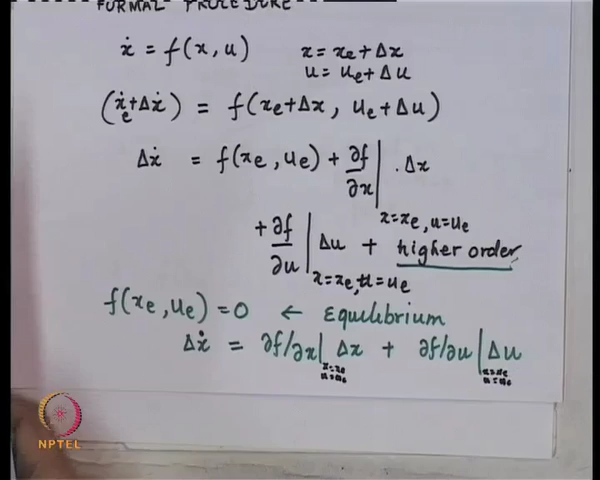 FORMAL PROCEDURE
ẋ = f(x, u) x = xe + Δx
u = ue + Δu
(ẋe + Δẋ) = f(xe + Δx, ue + Δu)
Δẋ = f(xe, ue) + ∂f/∂x | . Δx
x=xe, u=ue
+ ∂f/∂u | Δu + higher order
x=xe, u=ue
f(xe, ue) = 0 ← Equilibrium
Δẋ = ∂f/∂x | Δx + ∂f/∂u | Δu
x=xe x=xe
u=ue u=ue
NPTEL